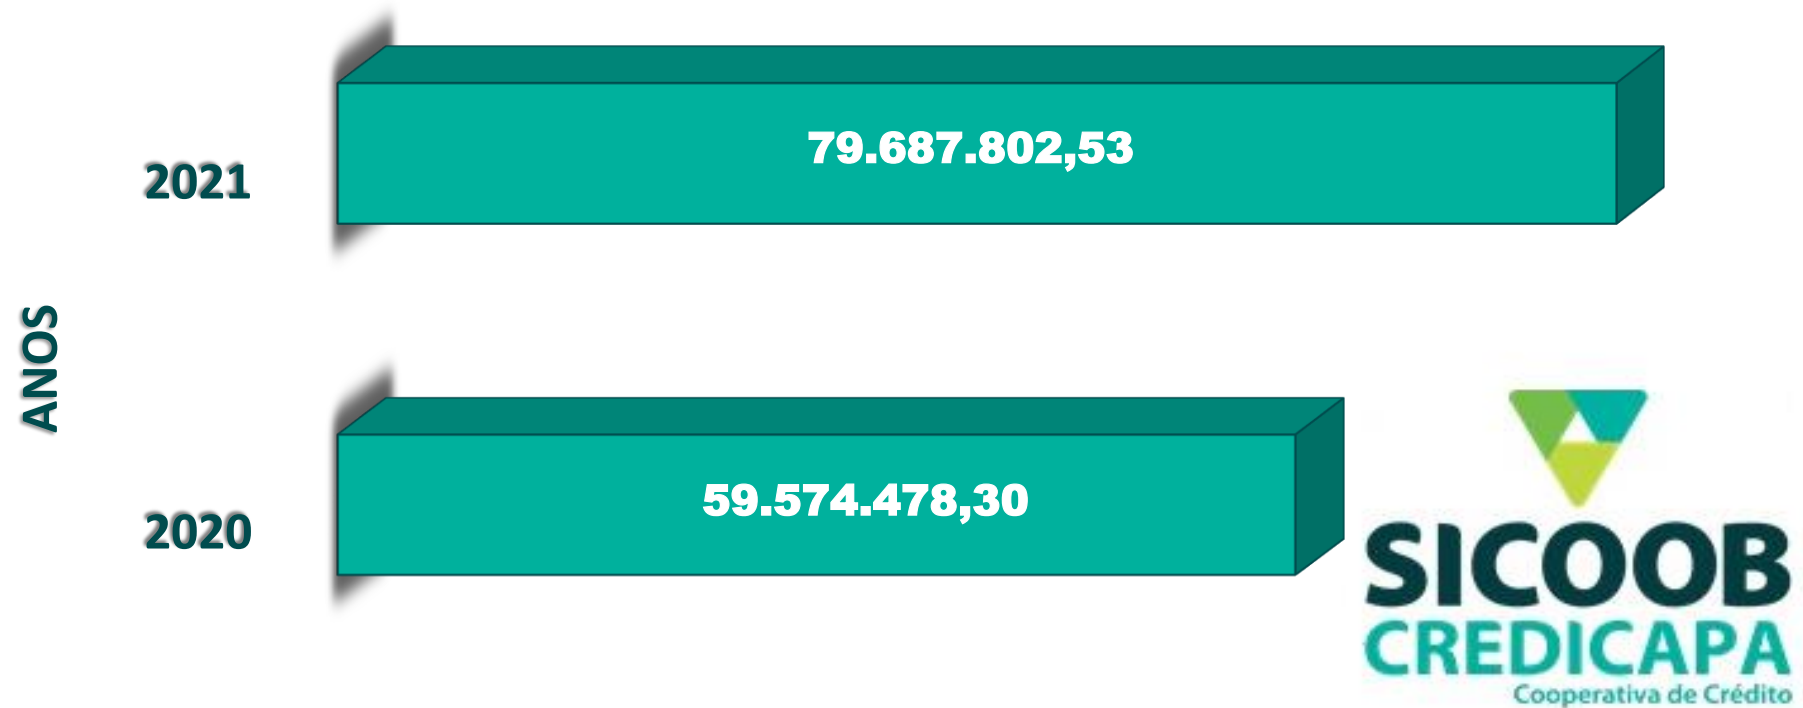 2021
79.687.802,53
ANOS
2020
59.574.478,30
SICOOB
CREDICAPA
Cooperativa de Crédito